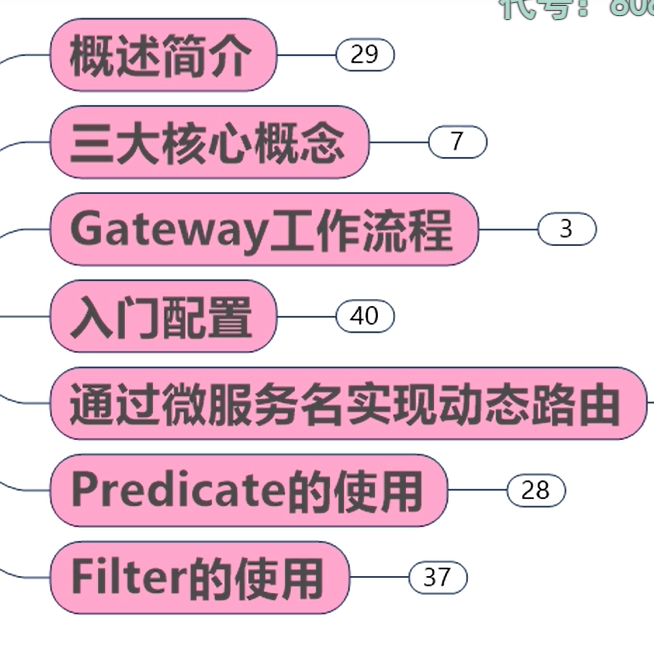 代号：
概述简介 29
三大核心概念 7
Gateway工作流程 3
入门配置 40
通过微服务名实现动态路由
Predicate的使用 28
Filter的使用 37